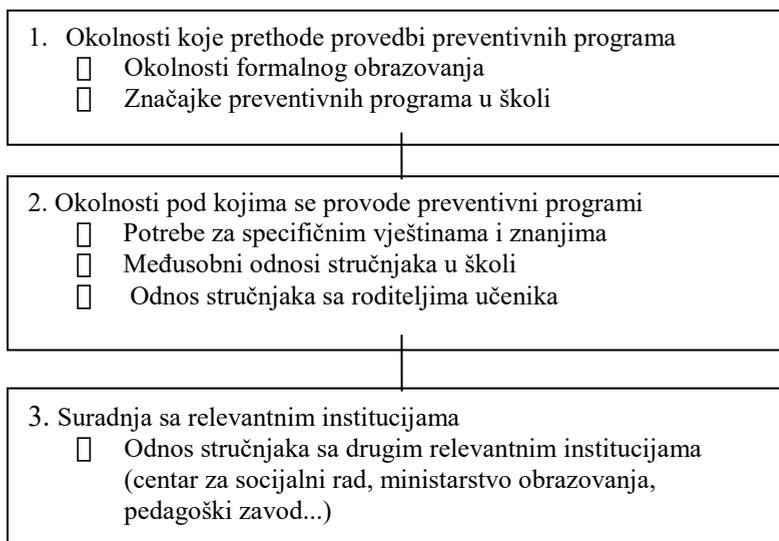 1. Okolnosti koje prethode provedbi preventivnih programa
▯ Okolnosti formalnog obrazovanja
▯ Značajke preventivnih programa u školi
2. Okolnosti pod kojima se provode preventivni programi
▯ Potrebe za specifičnim vještinama i znanjima
▯ Međusobni odnosi stručnjaka u školi
▯ Odnos stručnjaka sa roditeljima učenika
3. Suradnja sa relevantnim institucijama
▯ Odnos stručnjaka sa drugim relevantnim institucijama
(centar za socijalni rad, ministarstvo obrazovanja,
pedagoški zavod...)